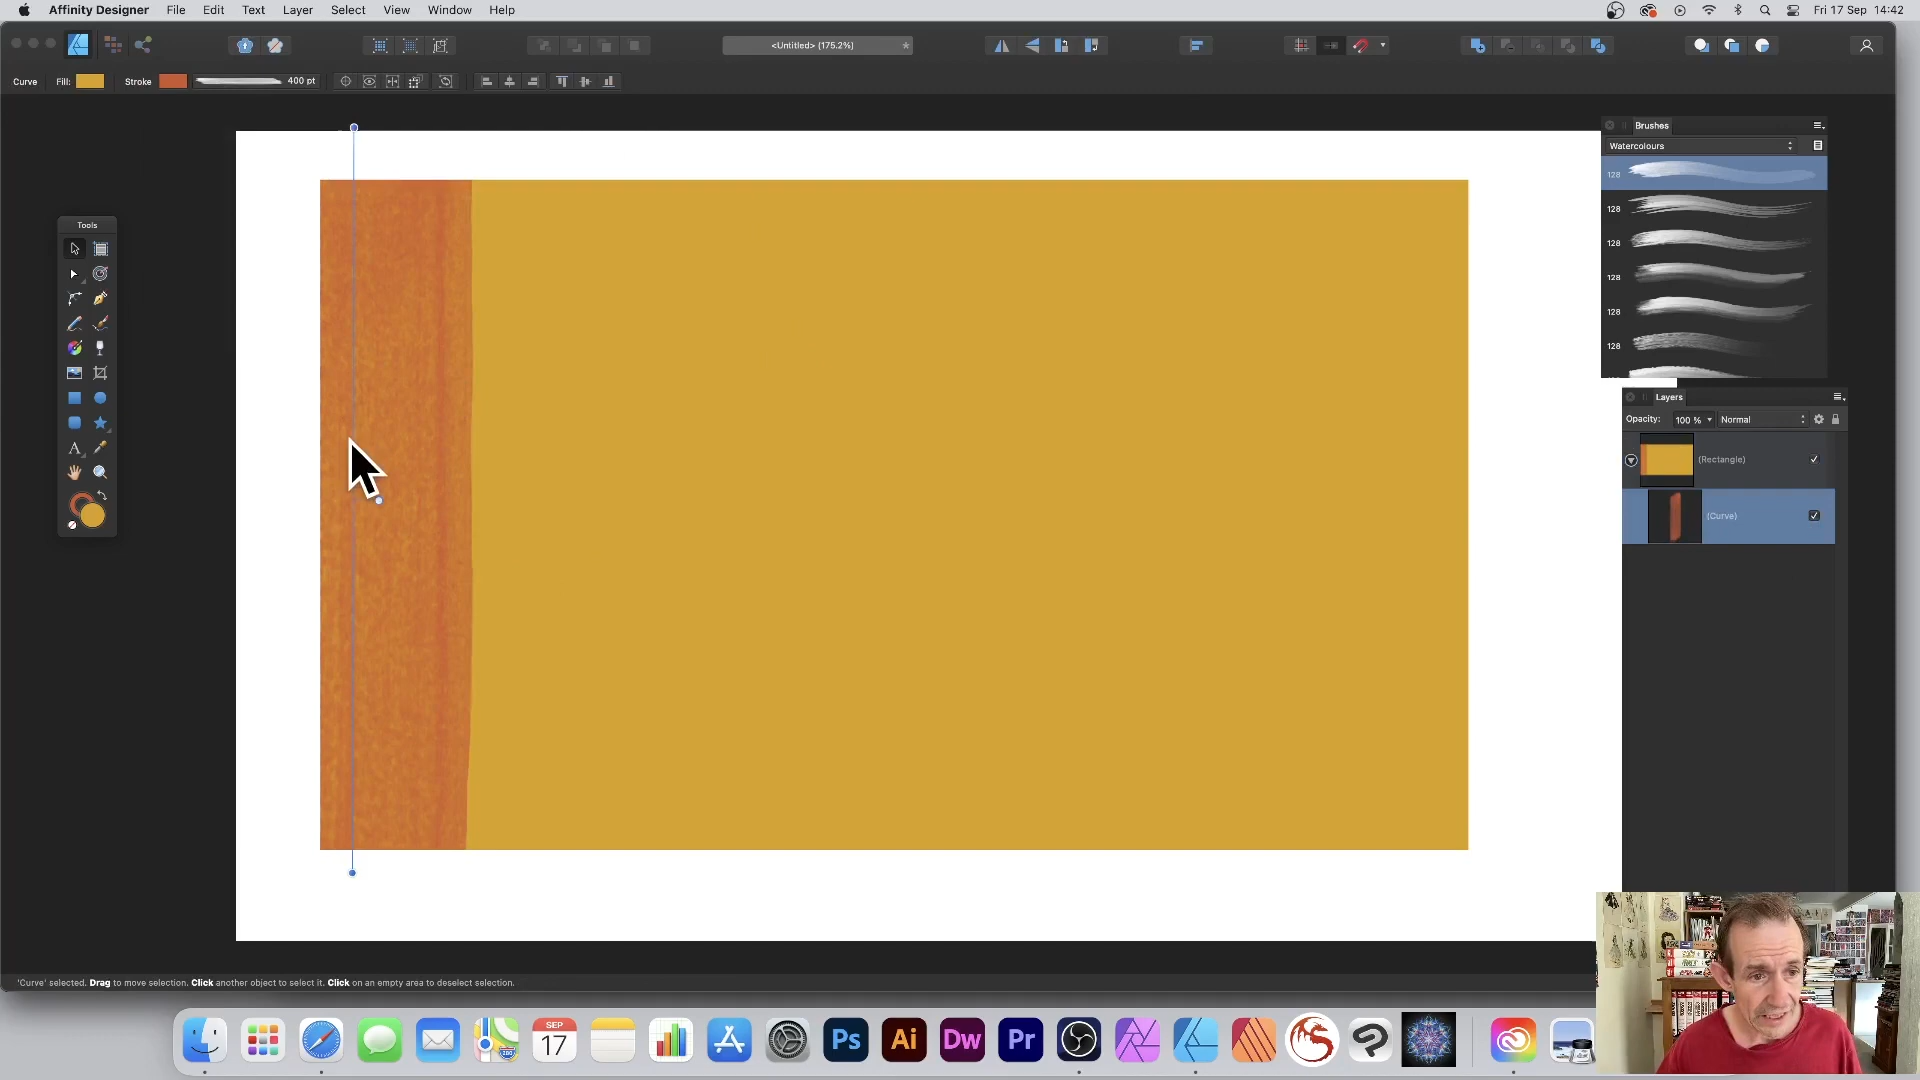 Affinity Designer File Edit Text Layer Select View Window Help Fri 17 Sep 14:42
<Untitled> (175.2%)
Curve Fill: Stroke 400 pt
Brushes
Watercolours
128
128
128
128
128
128
Tools
Layers
Opacity: 100 % Normal
(Rectangle)
(Curve)
A
'Curve' selected. Drag to move selection. Click another object to select it. Click on an empty area to deselect selection.
SEP
17
Ps Ai Dw Pr